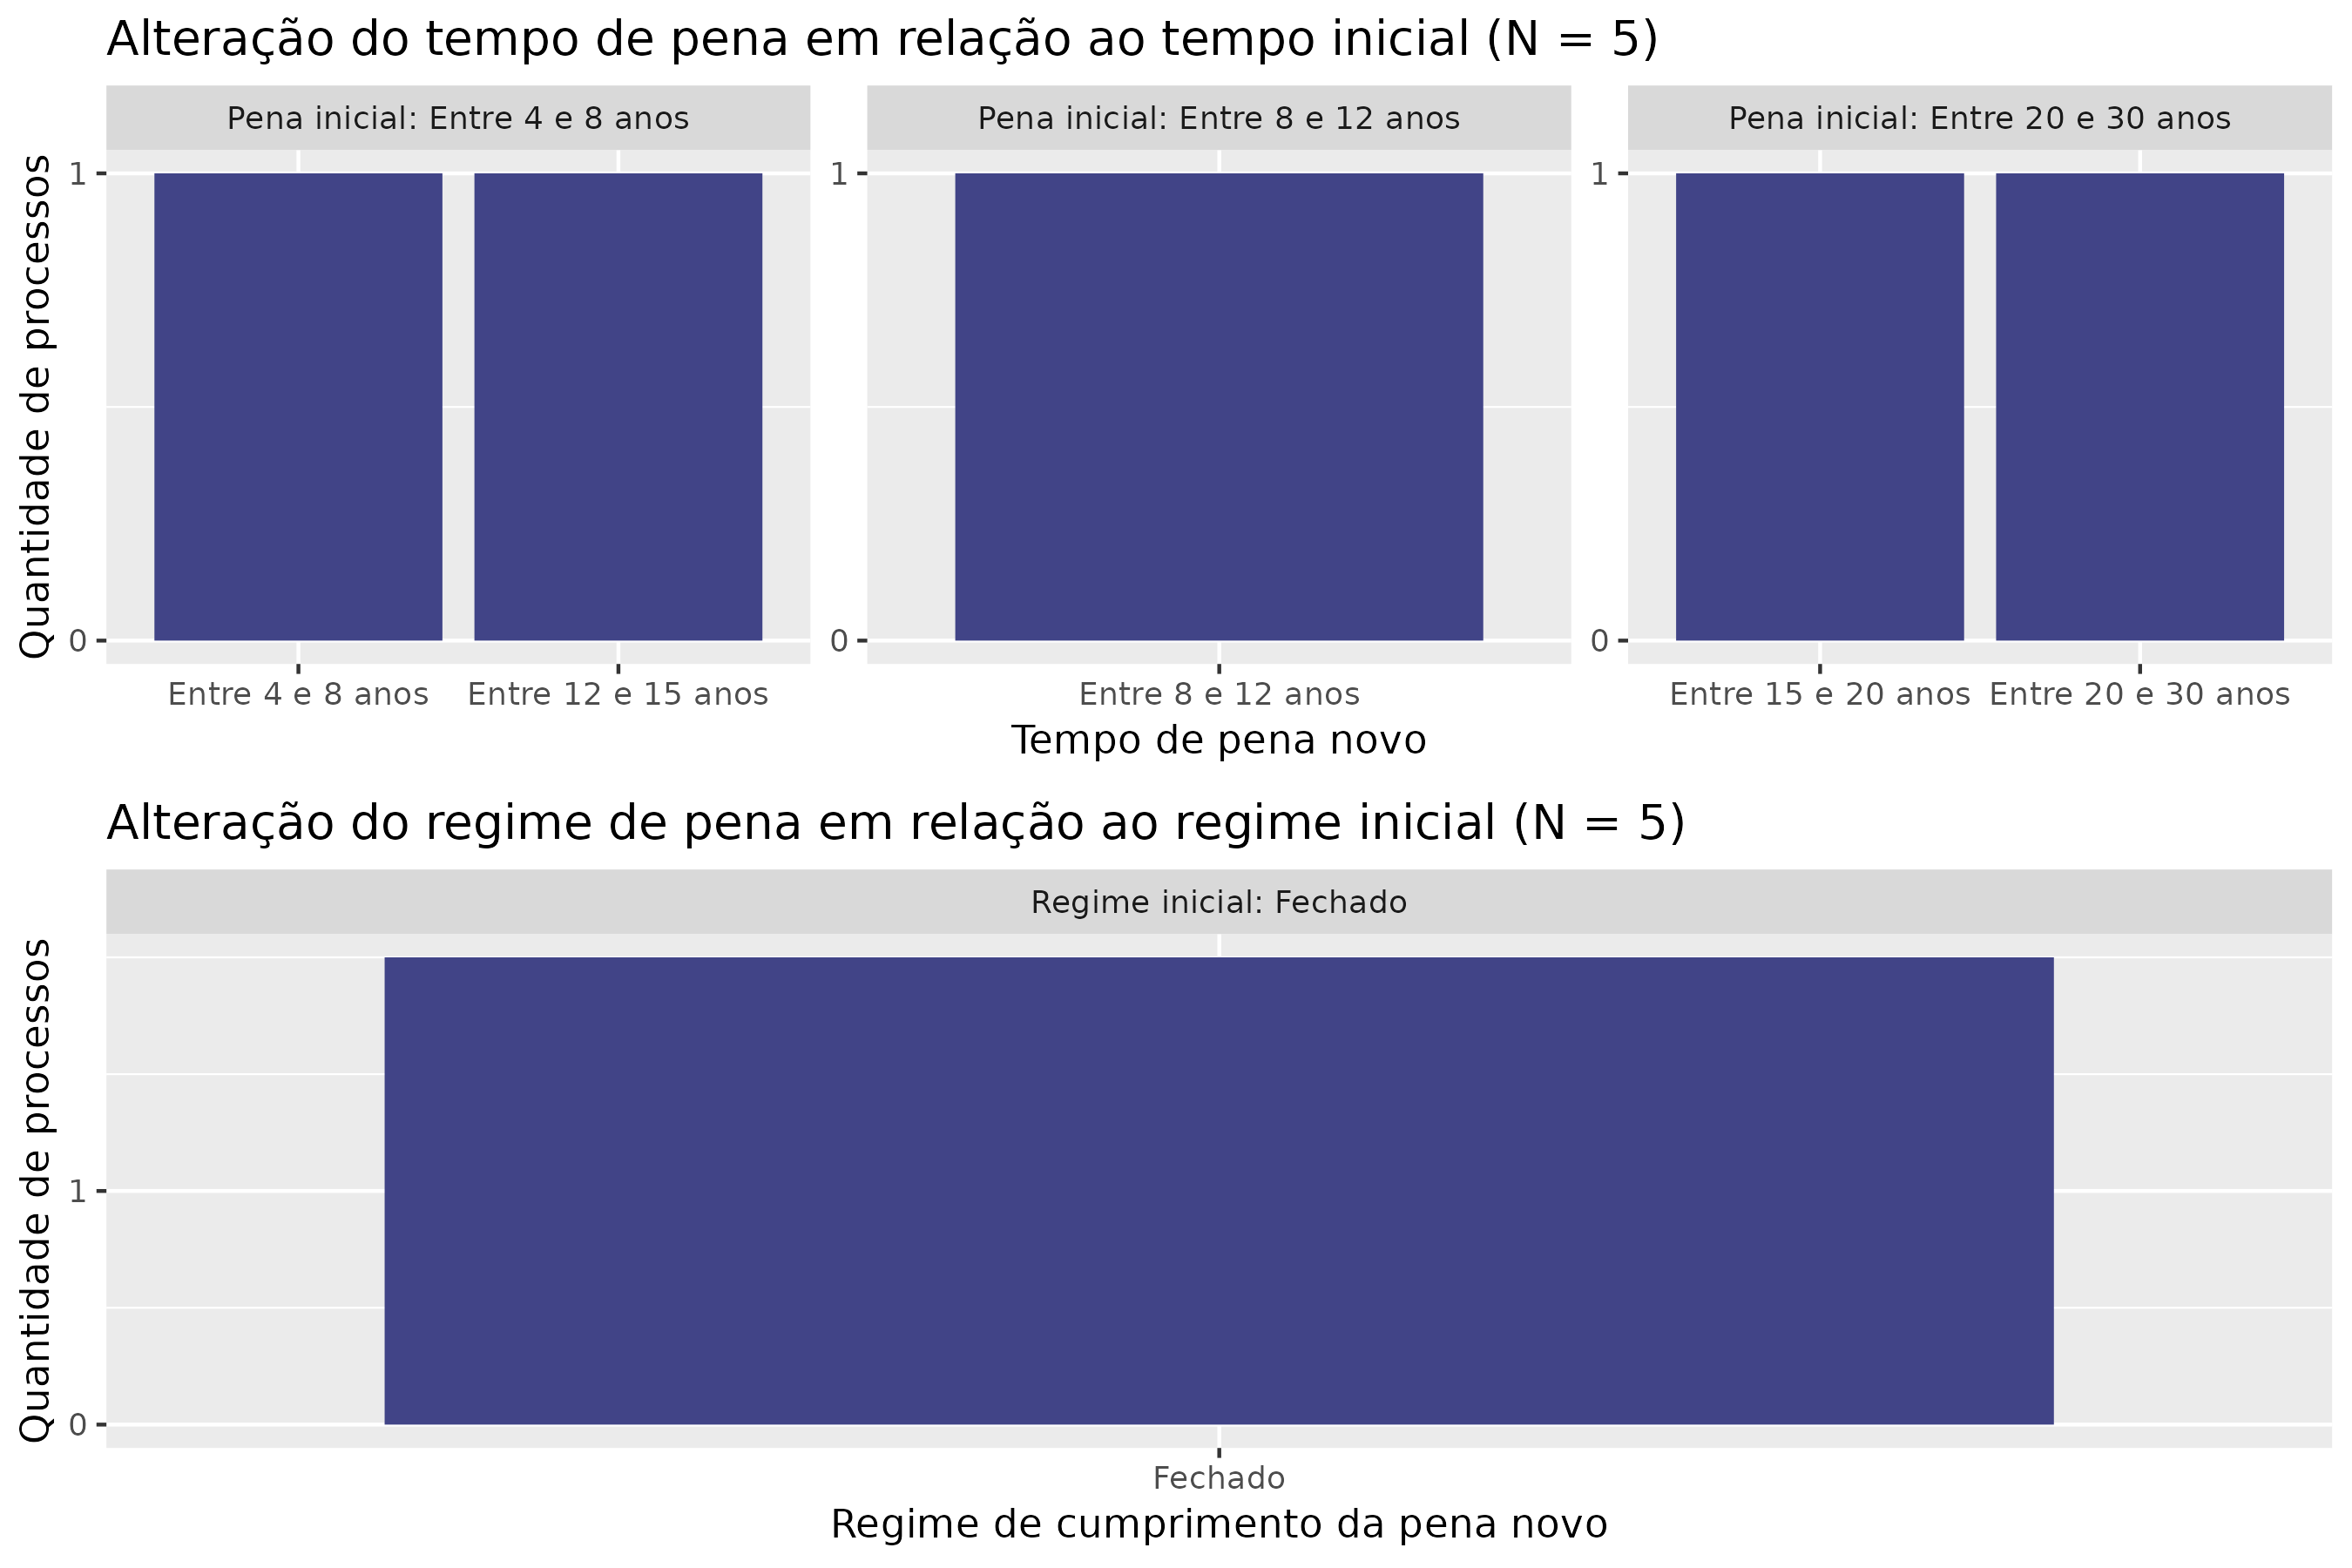 Alteração do tempo de pena em relação ao tempo inicial (N = 5)
Pena inicial: Entre 4 e 8 anos
Pena inicial: Entre 8 e 12 anos
Pena inicial: Entre 20 e 30 anos
Quantidade de processos
1
0
1
0
1
0
Entre 4 e 8 anos
Entre 12 e 15 anos
Entre 8 e 12 anos
Entre 15 e 20 anos
Entre 20 e 30 anos
Tempo de pena novo
Alteração do regime de pena em relação ao regime inicial (N = 5)
Regime inicial: Fechado
Quantidade de processos
1
0
Fechado
Regime de cumprimento da pena novo